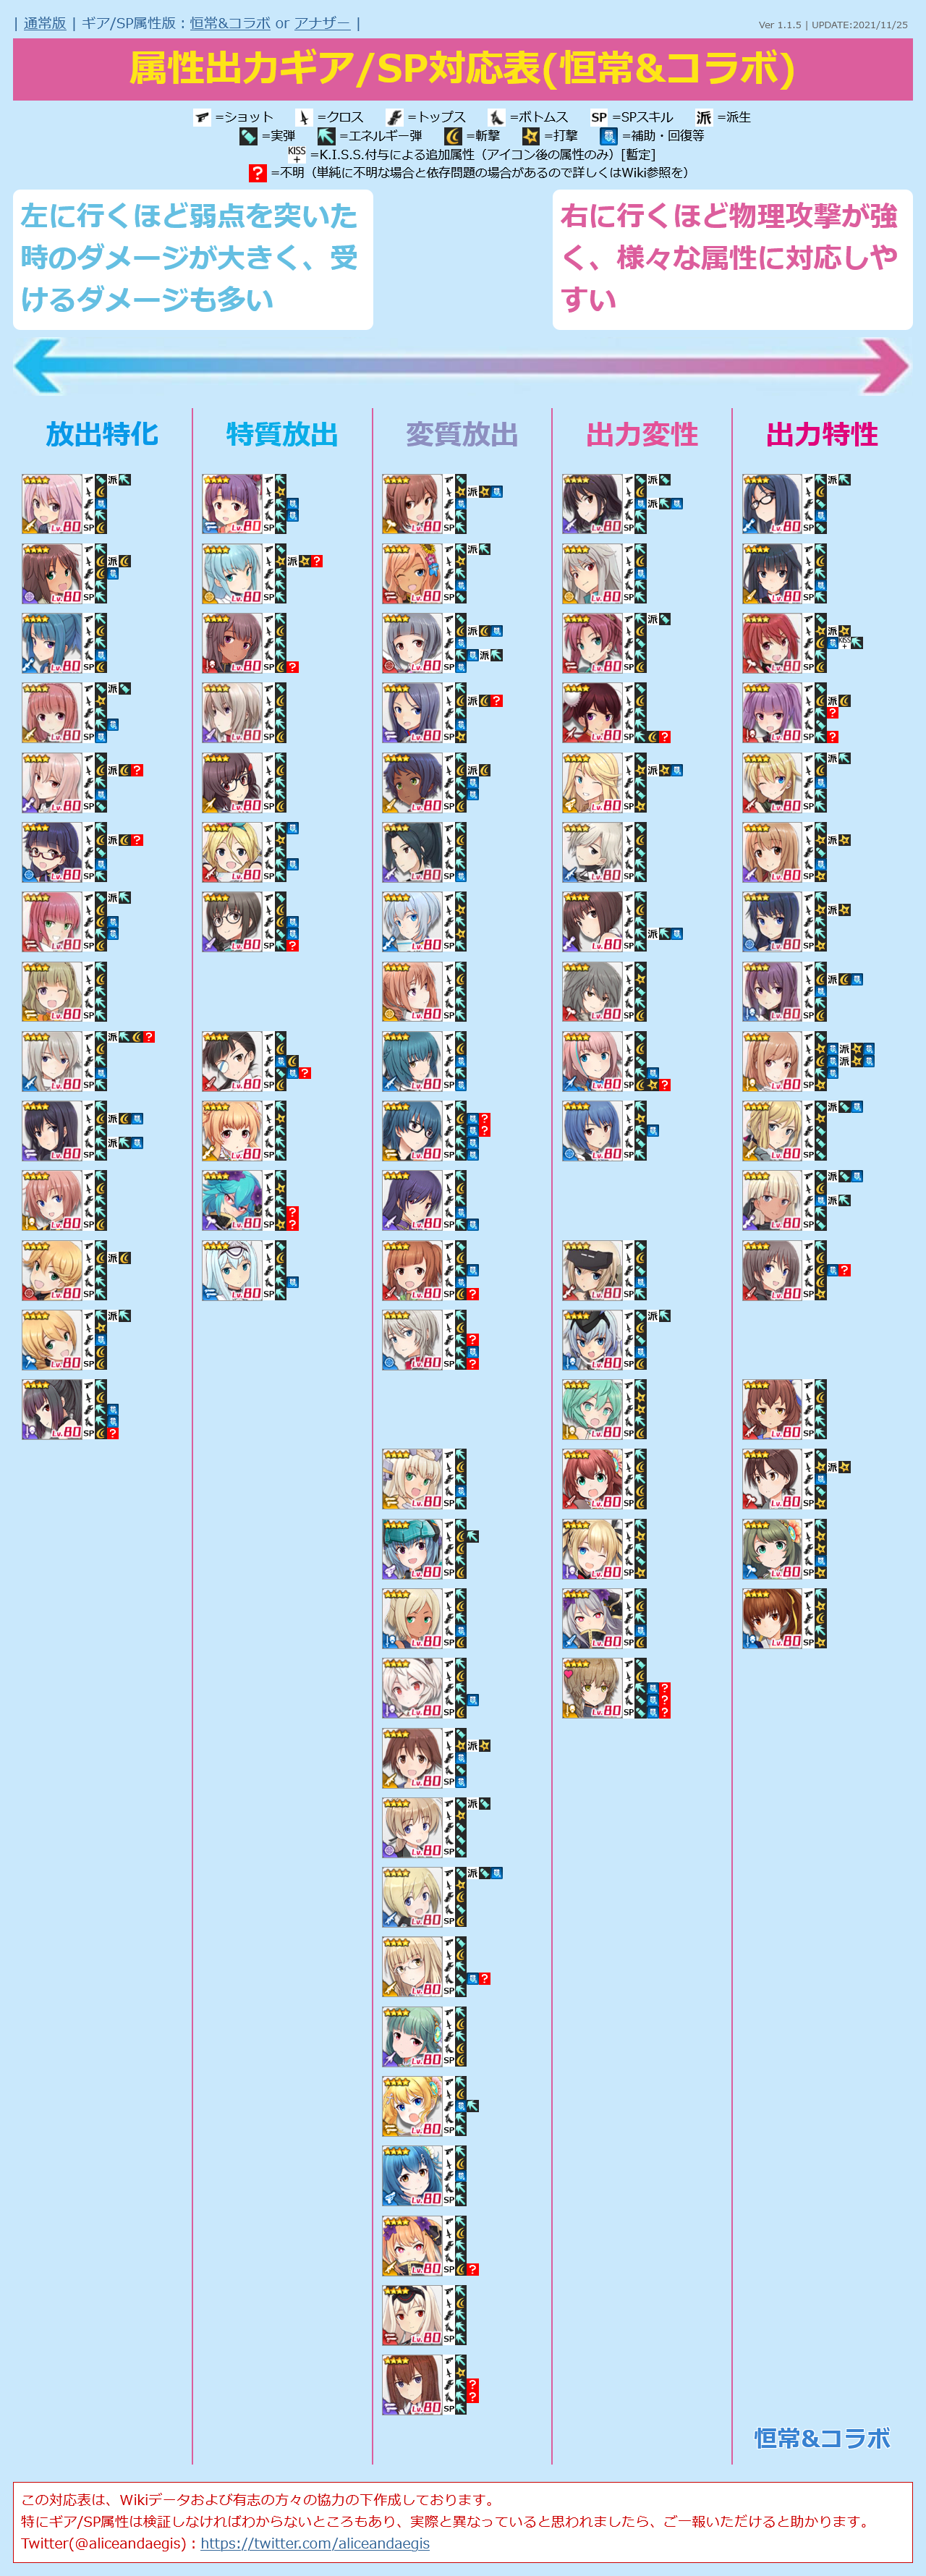 | 通常版 | ギア/SP属性版：恒常&コラボ or アナザー |
Ver 1.1.5 | UPDATE:2021/11/25
属性出力ギア/SP対応表(恒常&コラボ)
=ショット =クロス =トップス =ボトムス SP =SPスキル 派 =派生
=実弾 =エネルギー弾 =斬撃 =打撃 =補助・回復等
KISS+ =K.I.S.S.付与による追加属性（アイコン後の属性のみ）[暫定]
? =不明（単純に不明な場合と依存問題の場合があるので詳しくはWiki参照を）
左に行くほど弱点を突いた
時のダメージが大きく、受
けるダメージも多い
右に行くほど物理攻撃が強
く、様々な属性に対応しや
すい
放出特化 特質放出 変質放出 出力変性 出力特性
恒常&コラボ
この対応表は、Wikiデータおよび有志の方々の協力の下作成しております。
特にギア/SP属性は検証しなければわからないところもあり、実際と異なっていると思われましたら、ご一報いただけると助かります。
Twitter(@aliceandaegis)：https://twitter.com/aliceandaegis